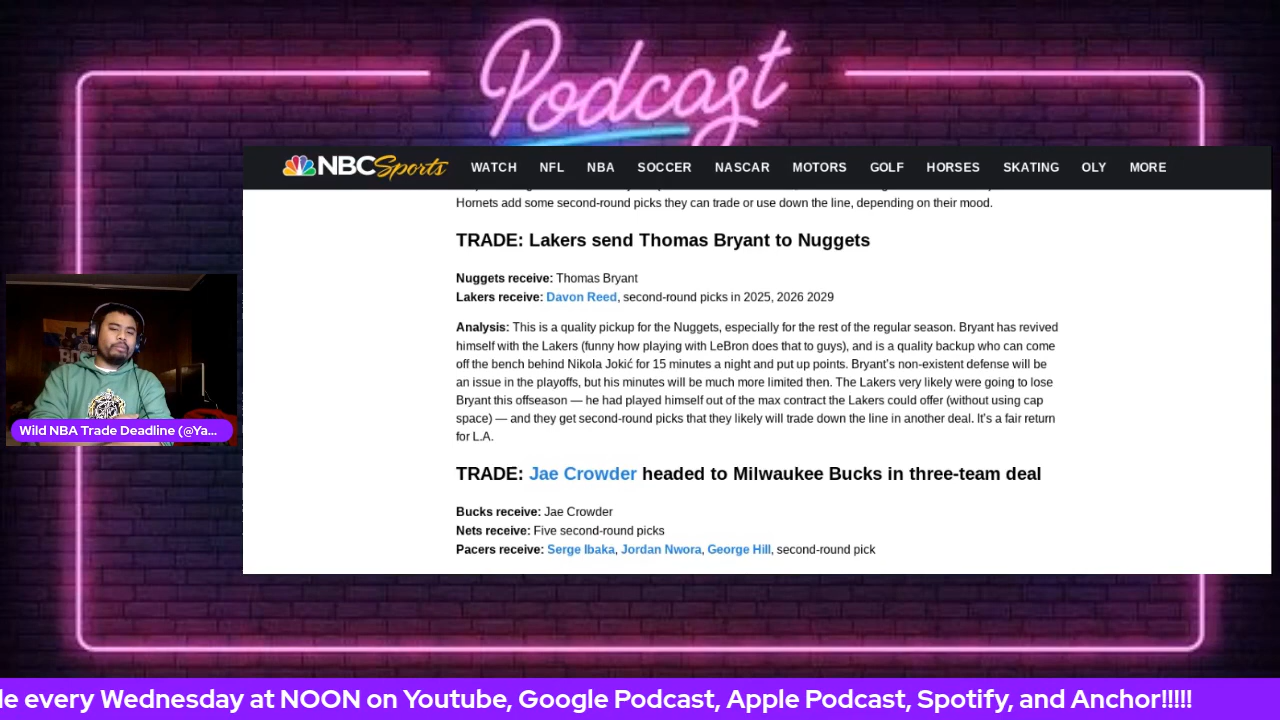 Podcast
NBC Sports WATCH NFL NBA SOCCER NASCAR MOTORS GOLF HORSES SKATING OLY MORE
Hornets add some second-round picks they can trade or use down the line, depending on their mood.
TRADE: Lakers send Thomas Bryant to Nuggets
Nuggets receive: Thomas Bryant
Lakers receive: Davon Reed, second-round picks in 2025, 2026 2029
Analysis: This is a quality pickup for the Nuggets, especially for the rest of the regular season. Bryant has revived
himself with the Lakers (funny how playing with LeBron does that to guys), and is a quality backup who can come
off the bench behind Nikola Jokić for 15 minutes a night and put up points. Bryant's non-existent defense will be
an issue in the playoffs, but his minutes will be much more limited then. The Lakers very likely were going to lose
Bryant this offseason — he had played himself out of the max contract the Lakers could offer (without using cap
space) — and they get second-round picks that they likely will trade down the line in another deal. It's a fair return
for L.A.
TRADE: Jae Crowder headed to Milwaukee Bucks in three-team deal
Bucks receive: Jae Crowder
Nets receive: Five second-round picks
Pacers receive: Serge Ibaka, Jordan Nwora, George Hill, second-round pick
Wild NBA Trade Deadline (@Ya...
every Wednesday at NOON on Youtube, Google Podcast, Apple Podcast, Spotify, and Anchor!!!!!